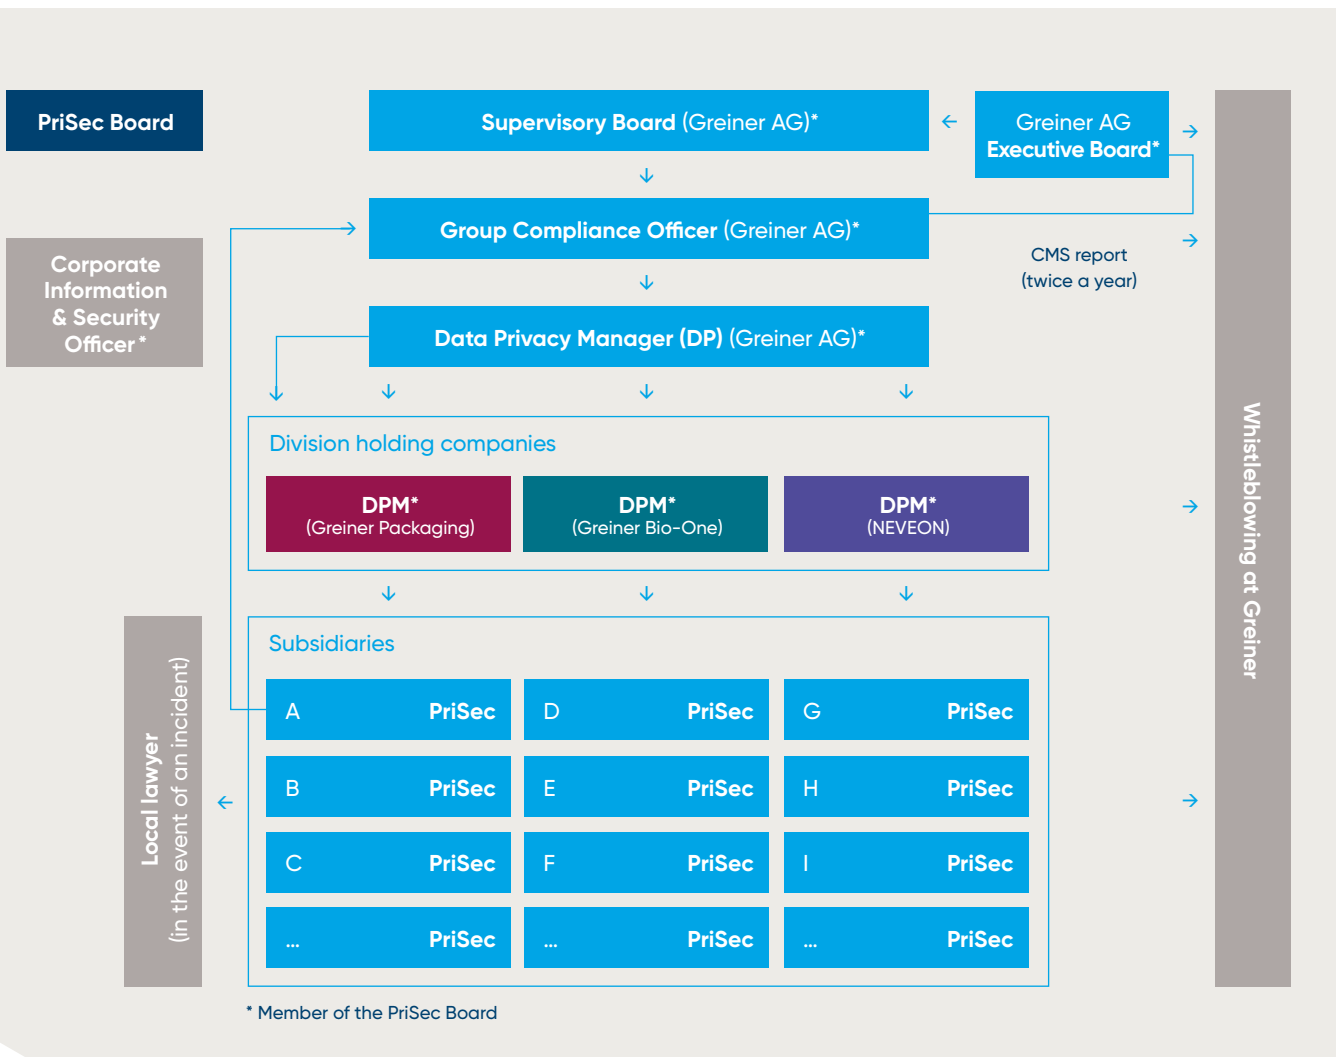 PriSec Board
Supervisory Board (Greiner AG)*
Greiner AG
Executive Board*
Group Compliance Officer (Greiner AG)*
Corporate
Information
& Security
Officer *
CMS report
(twice a year)
Data Privacy Manager (DP) (Greiner AG)*
Division holding companies
DPM*
(Greiner Packaging)
DPM*
(Greiner Bio-One)
DPM*
(NEVEON)
Whistleblowing at Greiner
Local lawyer
(in the event of an incident)
Subsidiaries
A PriSec
D PriSec
G PriSec
B PriSec
E PriSec
H PriSec
C PriSec
F PriSec
I PriSec
... PriSec
... PriSec
... PriSec
* Member of the PriSec Board